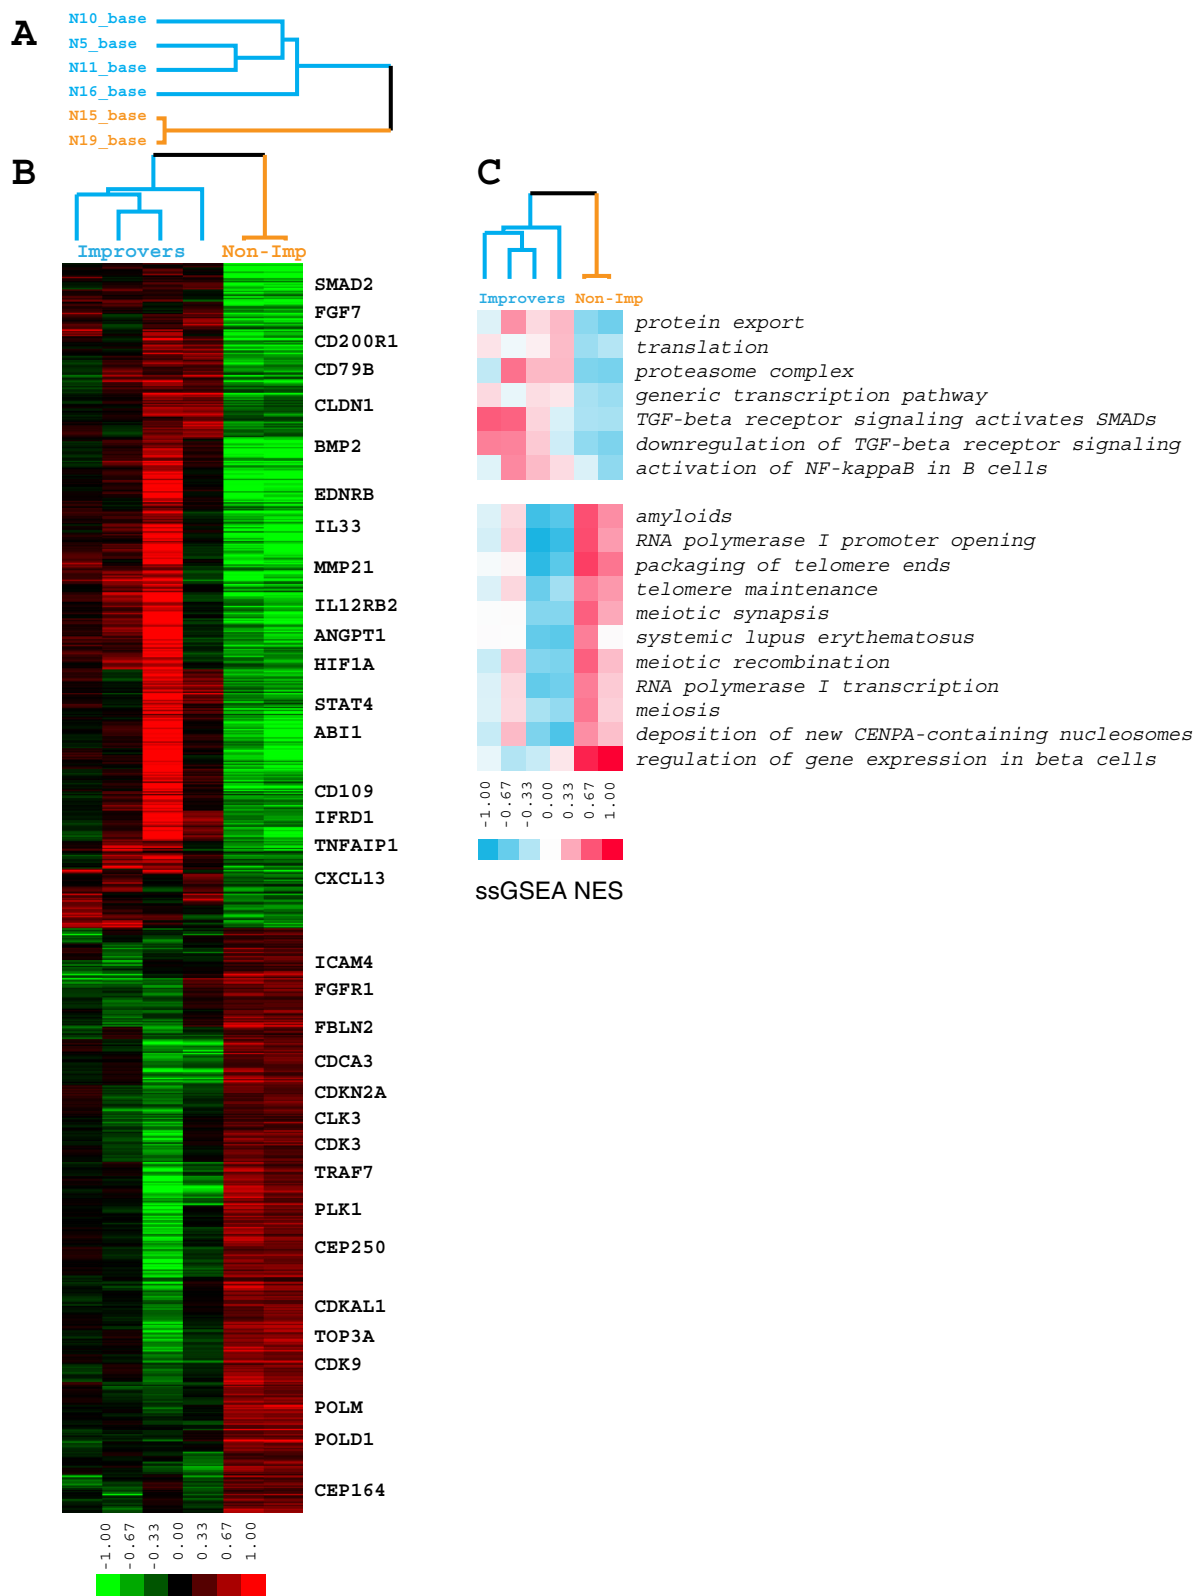 A
N10_base
N5_base
N11_base
N16_base
N15_base
N19_base
B
Improvers Non-Imp
SMAD2
FGF7
CD200R1
CD79B
CLDN1
BMP2
EDNRB
IL33
MMP21
IL12RB2
ANGPT1
HIF1A
STAT4
ABI1
CD109
IFRD1
TNFAIP1
CXCL13
ICAM4
FGFR1
FBLN2
CDCA3
CDKN2A
CLK3
CDK3
TRAF7
PLK1
CEP250
CDKAL1
TOP3A
CDK9
POLM
POLD1
CEP164
-1.00
-0.67
-0.33
0.00
0.33
0.67
1.00
C
Improvers Non-Imp
protein export
translation
proteasome complex
generic transcription pathway
TGF-beta receptor signaling activates SMADs
downregulation of TGF-beta receptor signaling
activation of NF-kappaB in B cells
amyloids
RNA polymerase I promoter opening
packaging of telomere ends
telomere maintenance
meiotic synapsis
systemic lupus erythematosus
meiotic recombination
RNA polymerase I transcription
meiosis
deposition of new CENPA-containing nucleosomes
regulation of gene expression in beta cells
-1.00
-0.67
-0.33
0.00
0.33
0.67
1.00
ssGSEA NES